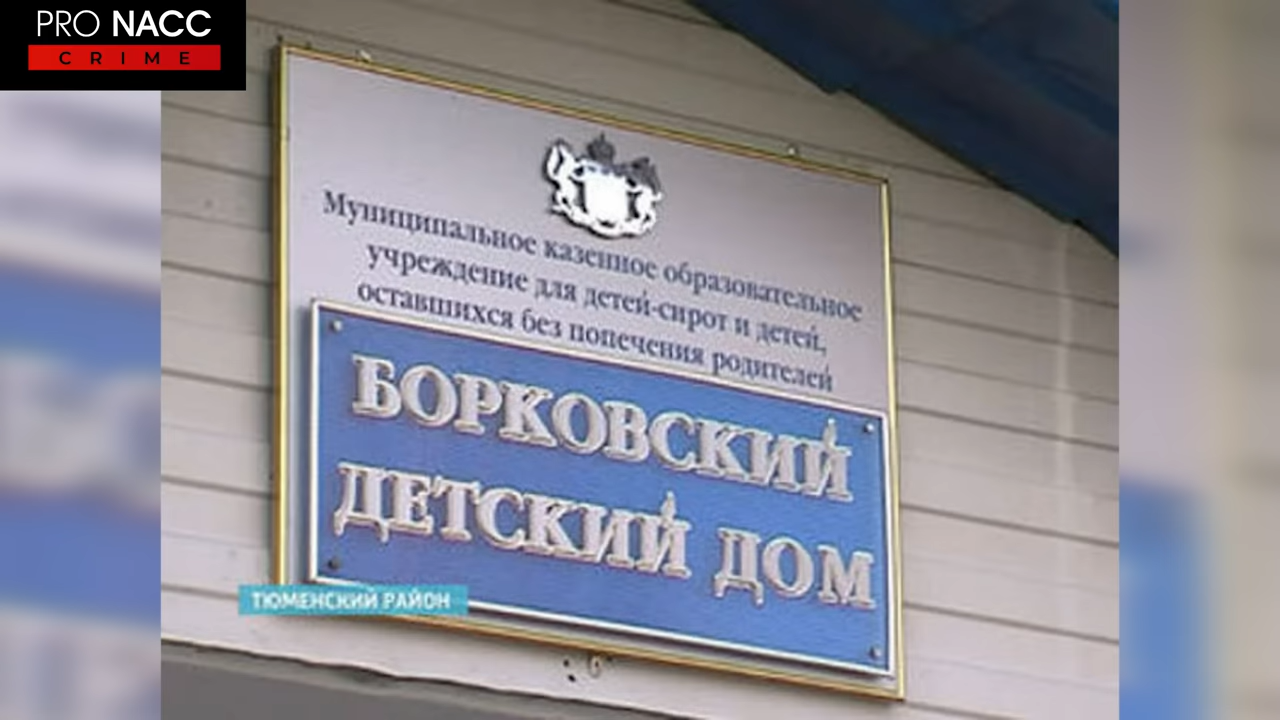 PRO NACC
CRIME
Муниципальное казенное образовательное
учреждение для детей-сирот и детей,
оставшихся без попечения родителей
БОРКОВСКИЙ
ДЕТСКИЙ ДОМ
ТЮМЕНСКИЙ РАЙОН